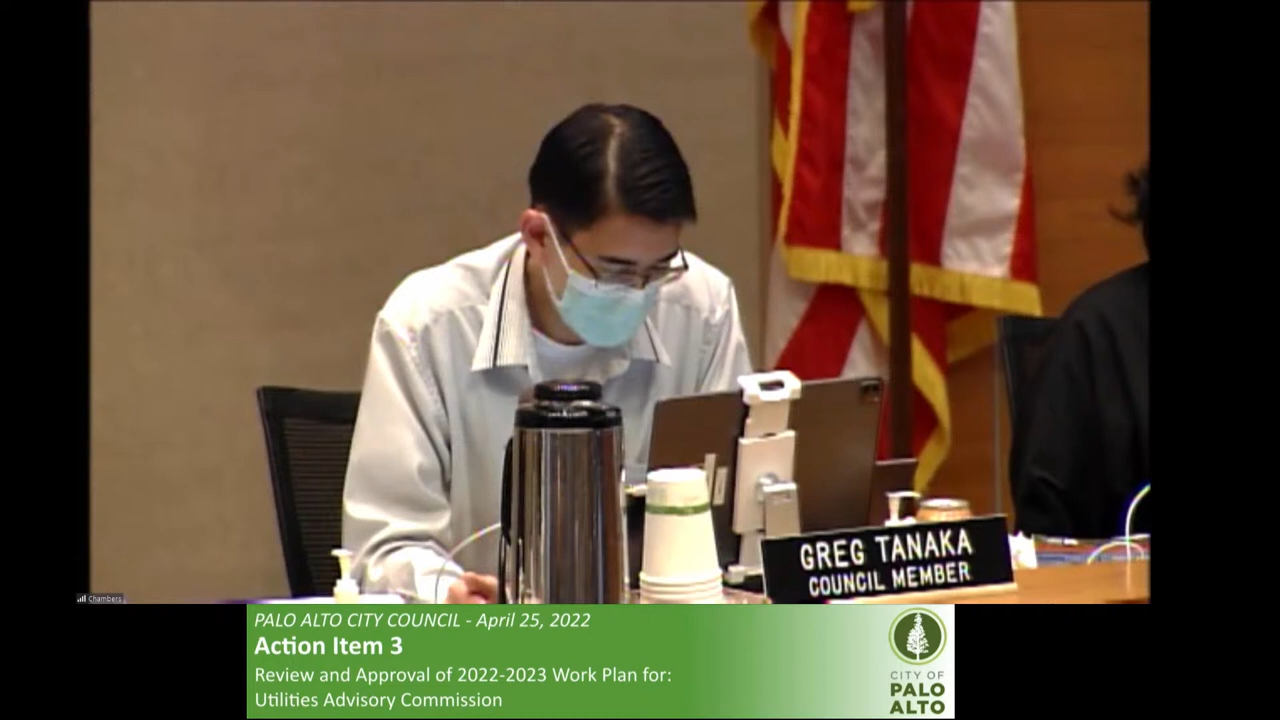 GREG TANAKA
COUNCIL MEMBER
Chambers
PALO ALTO CITY COUNCIL - April 25, 2022
Action Item 3
Review and Approval of 2022-2023 Work Plan for:
Utilities Advisory Commission
CITY OF
PALO
ALTO